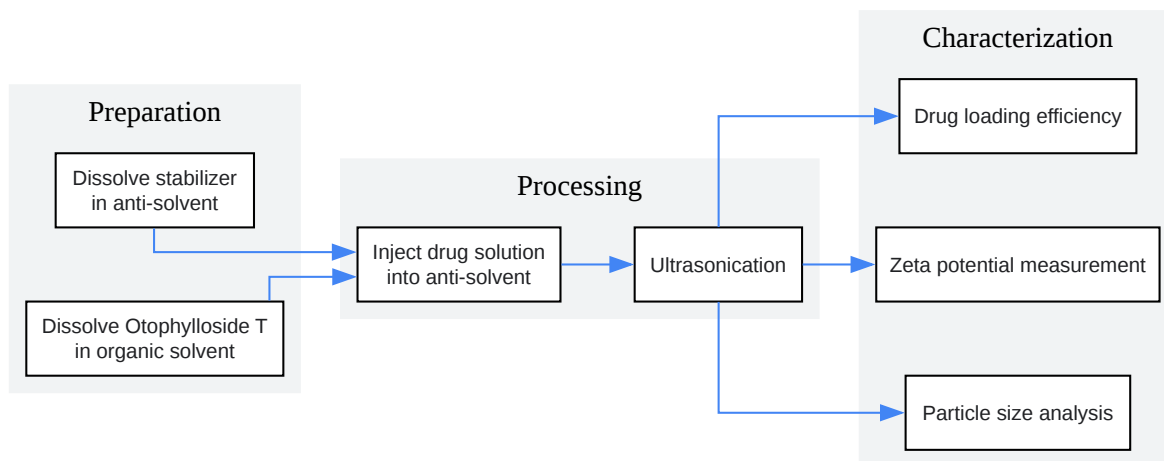 Preparation
Dissolve stabilizer
in anti-solvent
Dissolve Otophylloside T
in organic solvent
Processing
Inject drug solution
into anti-solvent
Ultrasonication
Characterization
Drug loading efficiency
Zeta potential measurement
Particle size analysis